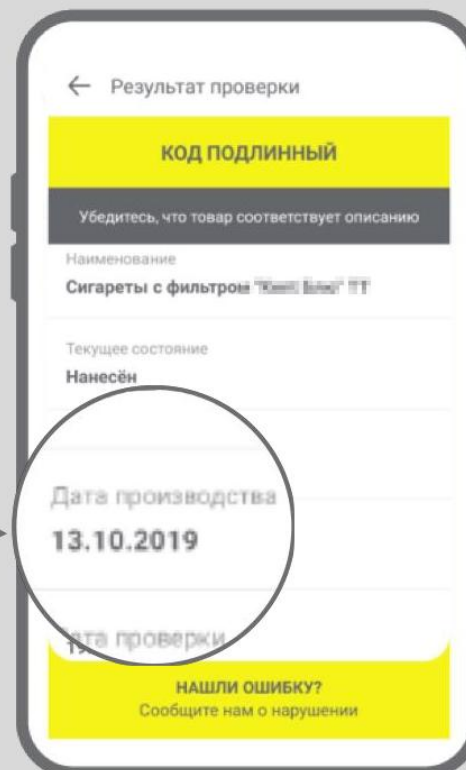 ← Результат проверки
КОД ПОДЛИННЫЙ
Убедитесь, что товар соответствует описанию
Наименование
Сигареты с фильтром
Текущее состояние
Нанесён
Дата производства
13.10.2019
проверки
НАШЛИ ОШИБКУ?
Сообщите нам о нарушении